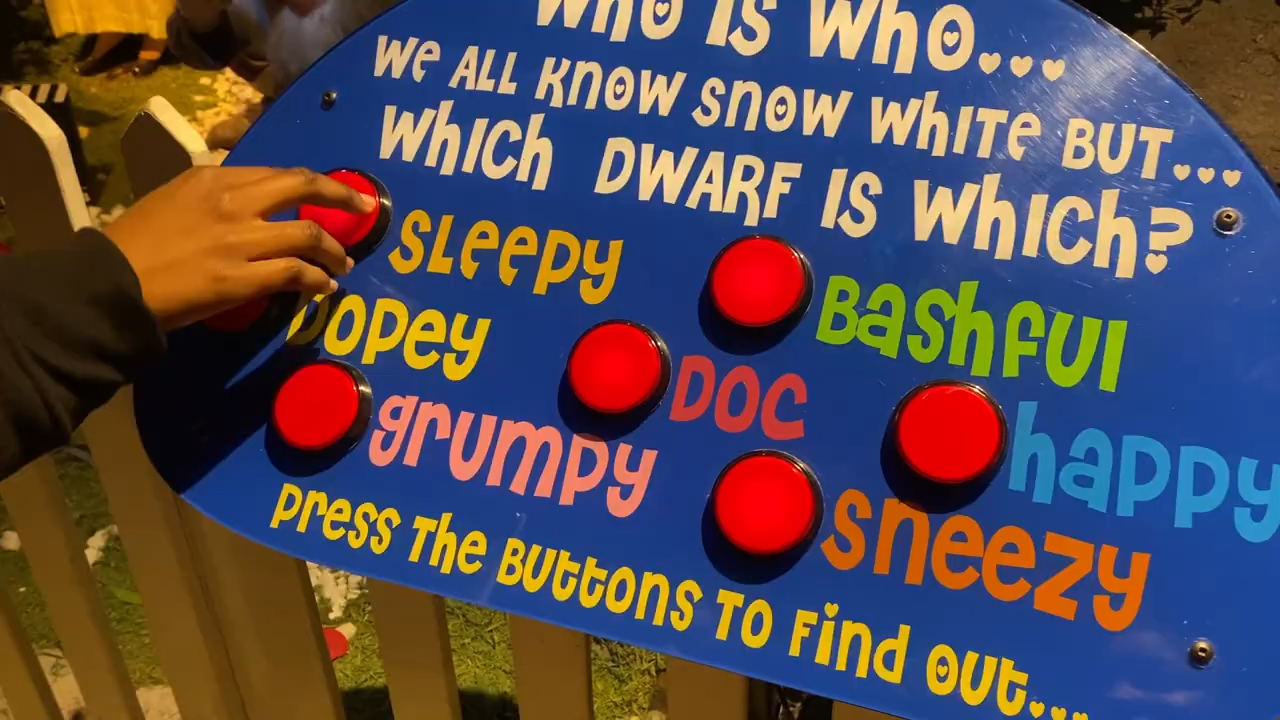 WHO IS WHO...
We ALL KNOW SNOW WHITE BUT...
WHICH DWARF IS WHICH?
SLEEPY
BASHFUL
DOPEY
DOC
grumpy
happy
sneezy
press The BUTTONS TO Find OUT...